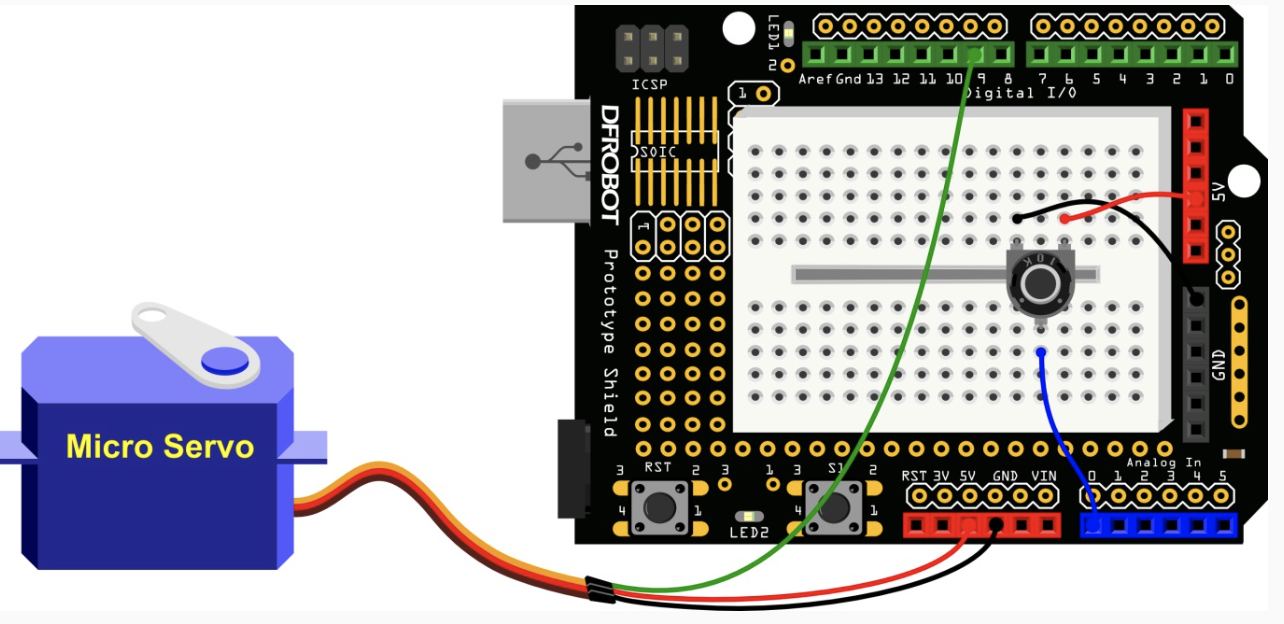 LED1
2
Aref Gnd 13 12 11 10 9 8 7 6 5 4 3 2 1 0
Digital I/O
ICSP
1
SOIC
DFROBOT
1
5V
10K
Prototype Shield
GND
Micro Servo
Analog In
3 RST 2 3 1 3 S1 2
RST 3V 5V GND VIN 0 1 2 3 4 5
4 1 4 1
LED2